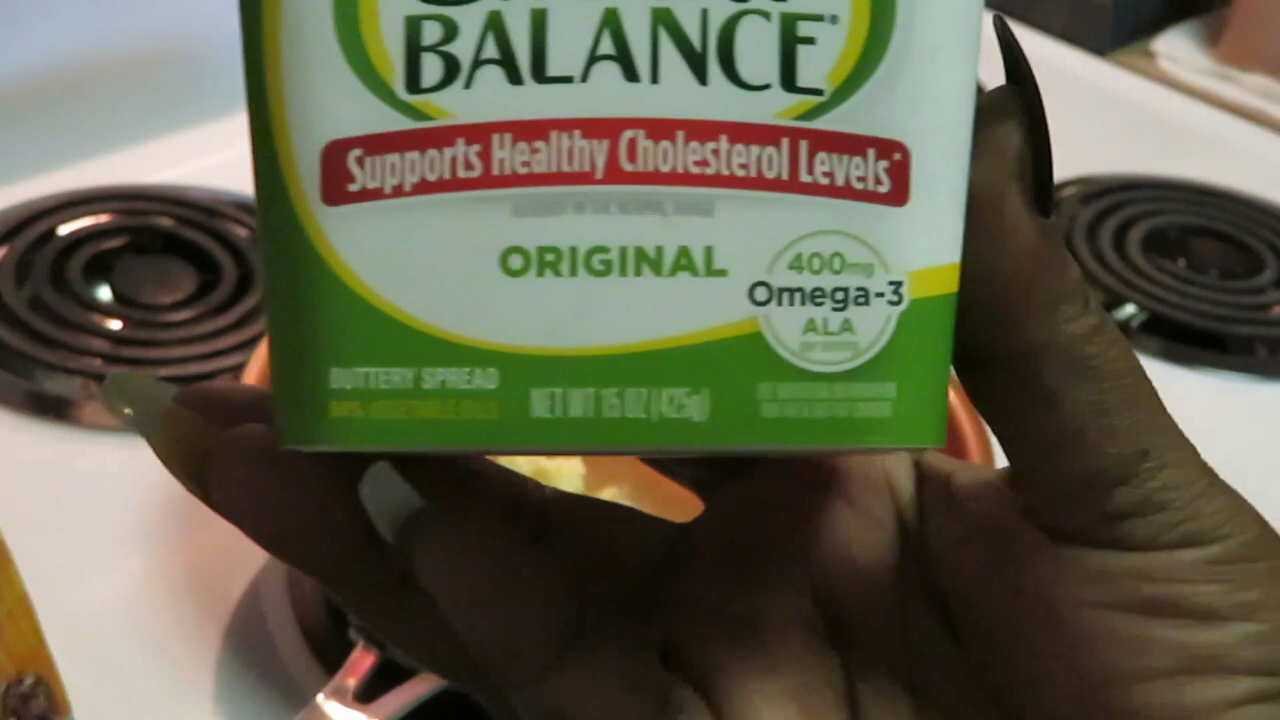 BALANCE®
Supports Healthy Cholesterol Levels*
ORIGINAL
400mg
Omega-3
ALA
BUTTERY SPREAD
NET WT 15 OZ (425g)